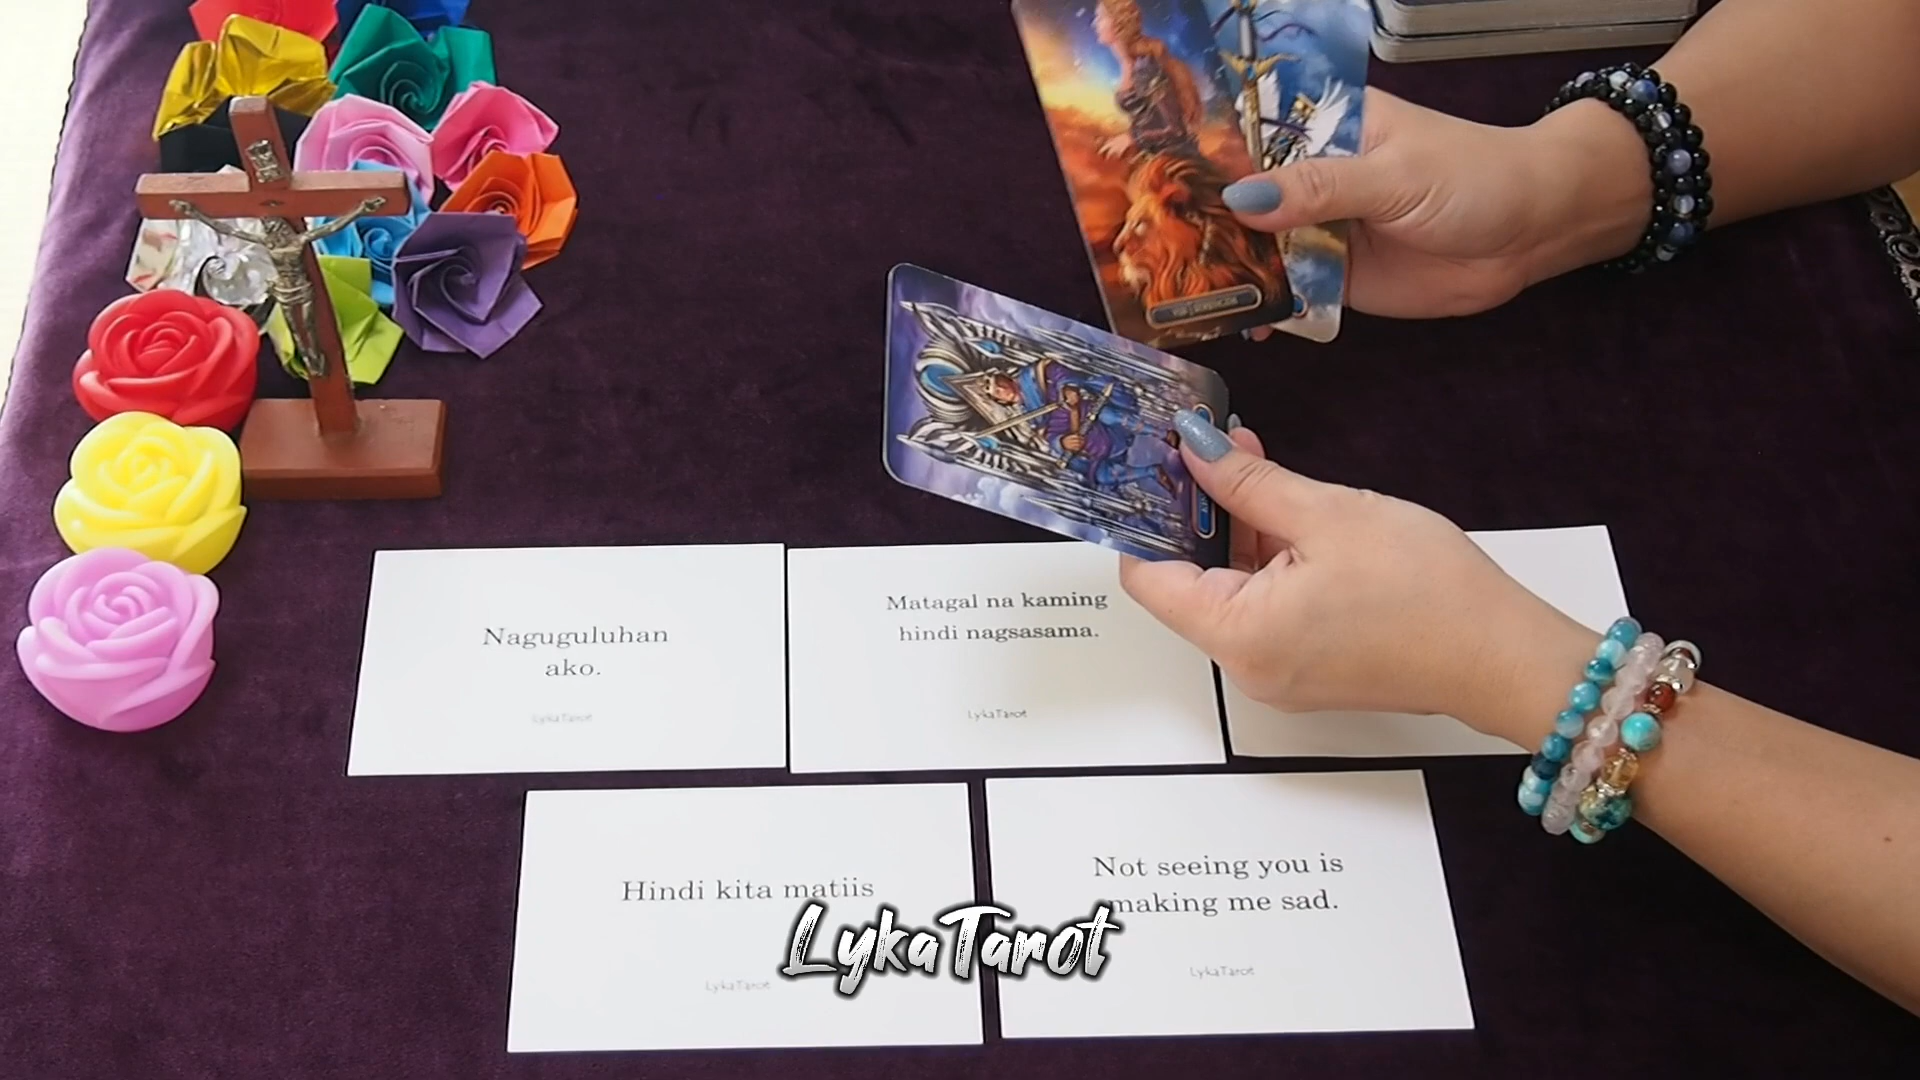 Naguguluhan
ako.
LykaTarot
Matagal na kaming
hindi nagsasama.
LykaTarot
Hindi kita matiis
LykaTarot
Not seeing you is
making me sad.
LykaTarot
LykaTarot